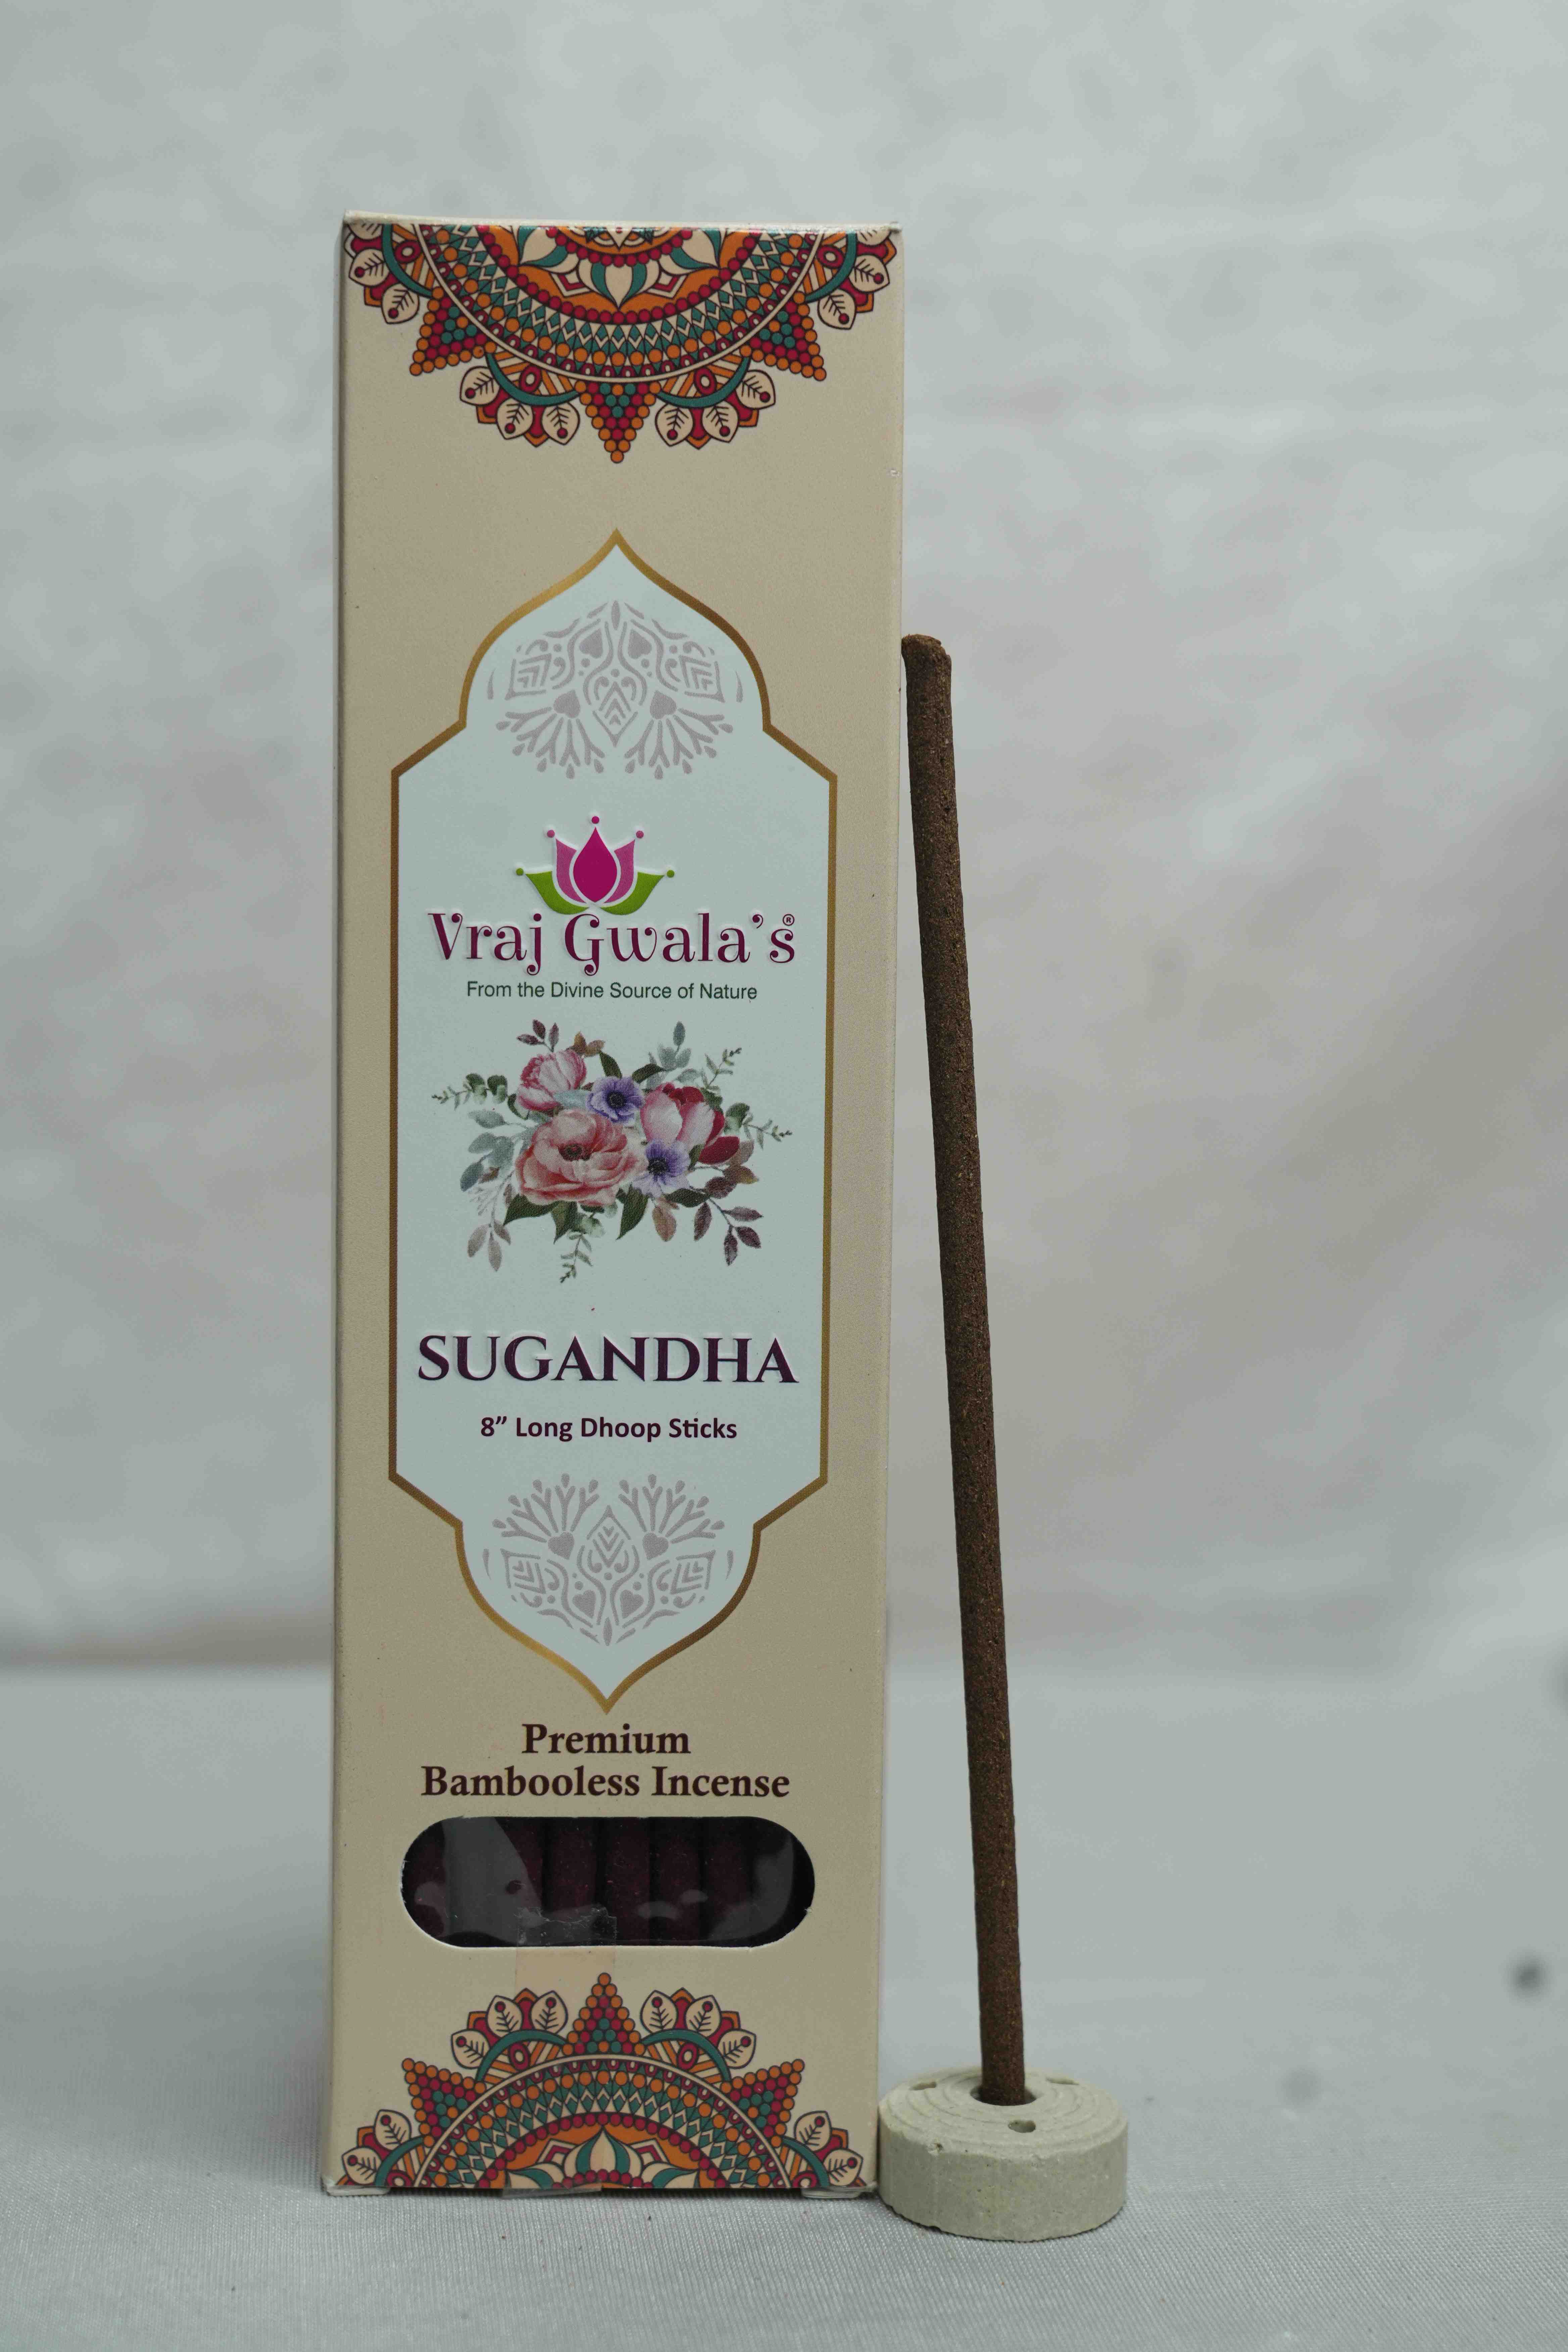 Vraj Gwala's®
From the Divine Source of Nature
SUGANDHA
8” Long Dhoop Sticks
Premium
Bambooless Incense